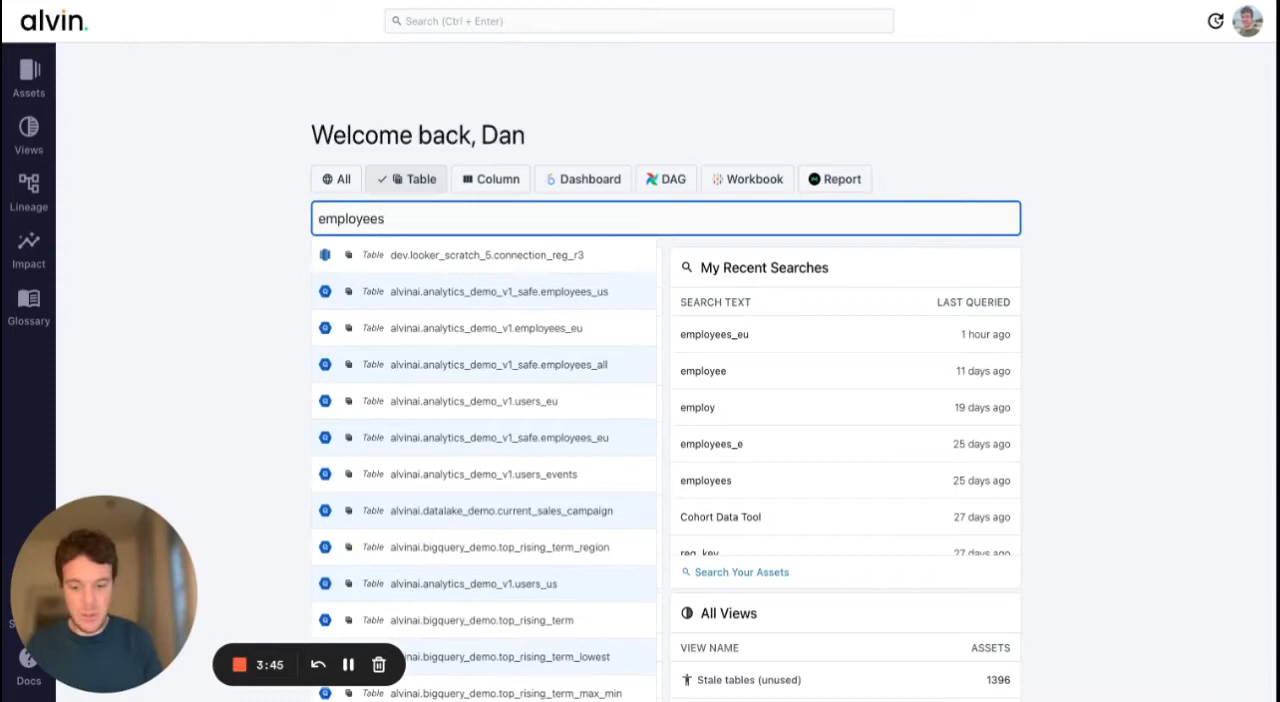 alvin.
Search (Ctrl + Enter)
Assets
Views
Lineage
Impact
Glossary
Docs
Welcome back, Dan
All
Table
Column
Dashboard
DAG
Workbook
Report
employees
Table dev.looker_scratch_5.connection_reg_r3
Table alvinai.analytics_demo_v1_safe.employees_us
Table alvinai.analytics_demo_v1.employees_eu
Table alvinai.analytics_demo_v1_safe.employees_all
Table alvinai.analytics_demo_v1.users_eu
Table alvinai.analytics_demo_v1_safe.employees_eu
Table alvinai.analytics_demo_v1.users_events
Table alvinai.datalake_demo.current_sales_campaign
Table alvinai.bigquery_demo.top_rising_term_region
Table alvinai.analytics_demo_v1.users_us
Table alvinai.bigquery_demo.top_rising_term
.bigquery_demo.top_rising_term_lowest
Table alvinai.bigquery_demo.top_rising_term_max_min
3:45
My Recent Searches
SEARCH TEXT LAST QUERIED
employees_eu 1 hour ago
employee 11 days ago
employ 19 days ago
employees_e 25 days ago
employees 25 days ago
Cohort Data Tool 27 days ago
reg_key 27 days ago
Search Your Assets
All Views
VIEW NAME ASSETS
Stale tables (unused) 1396